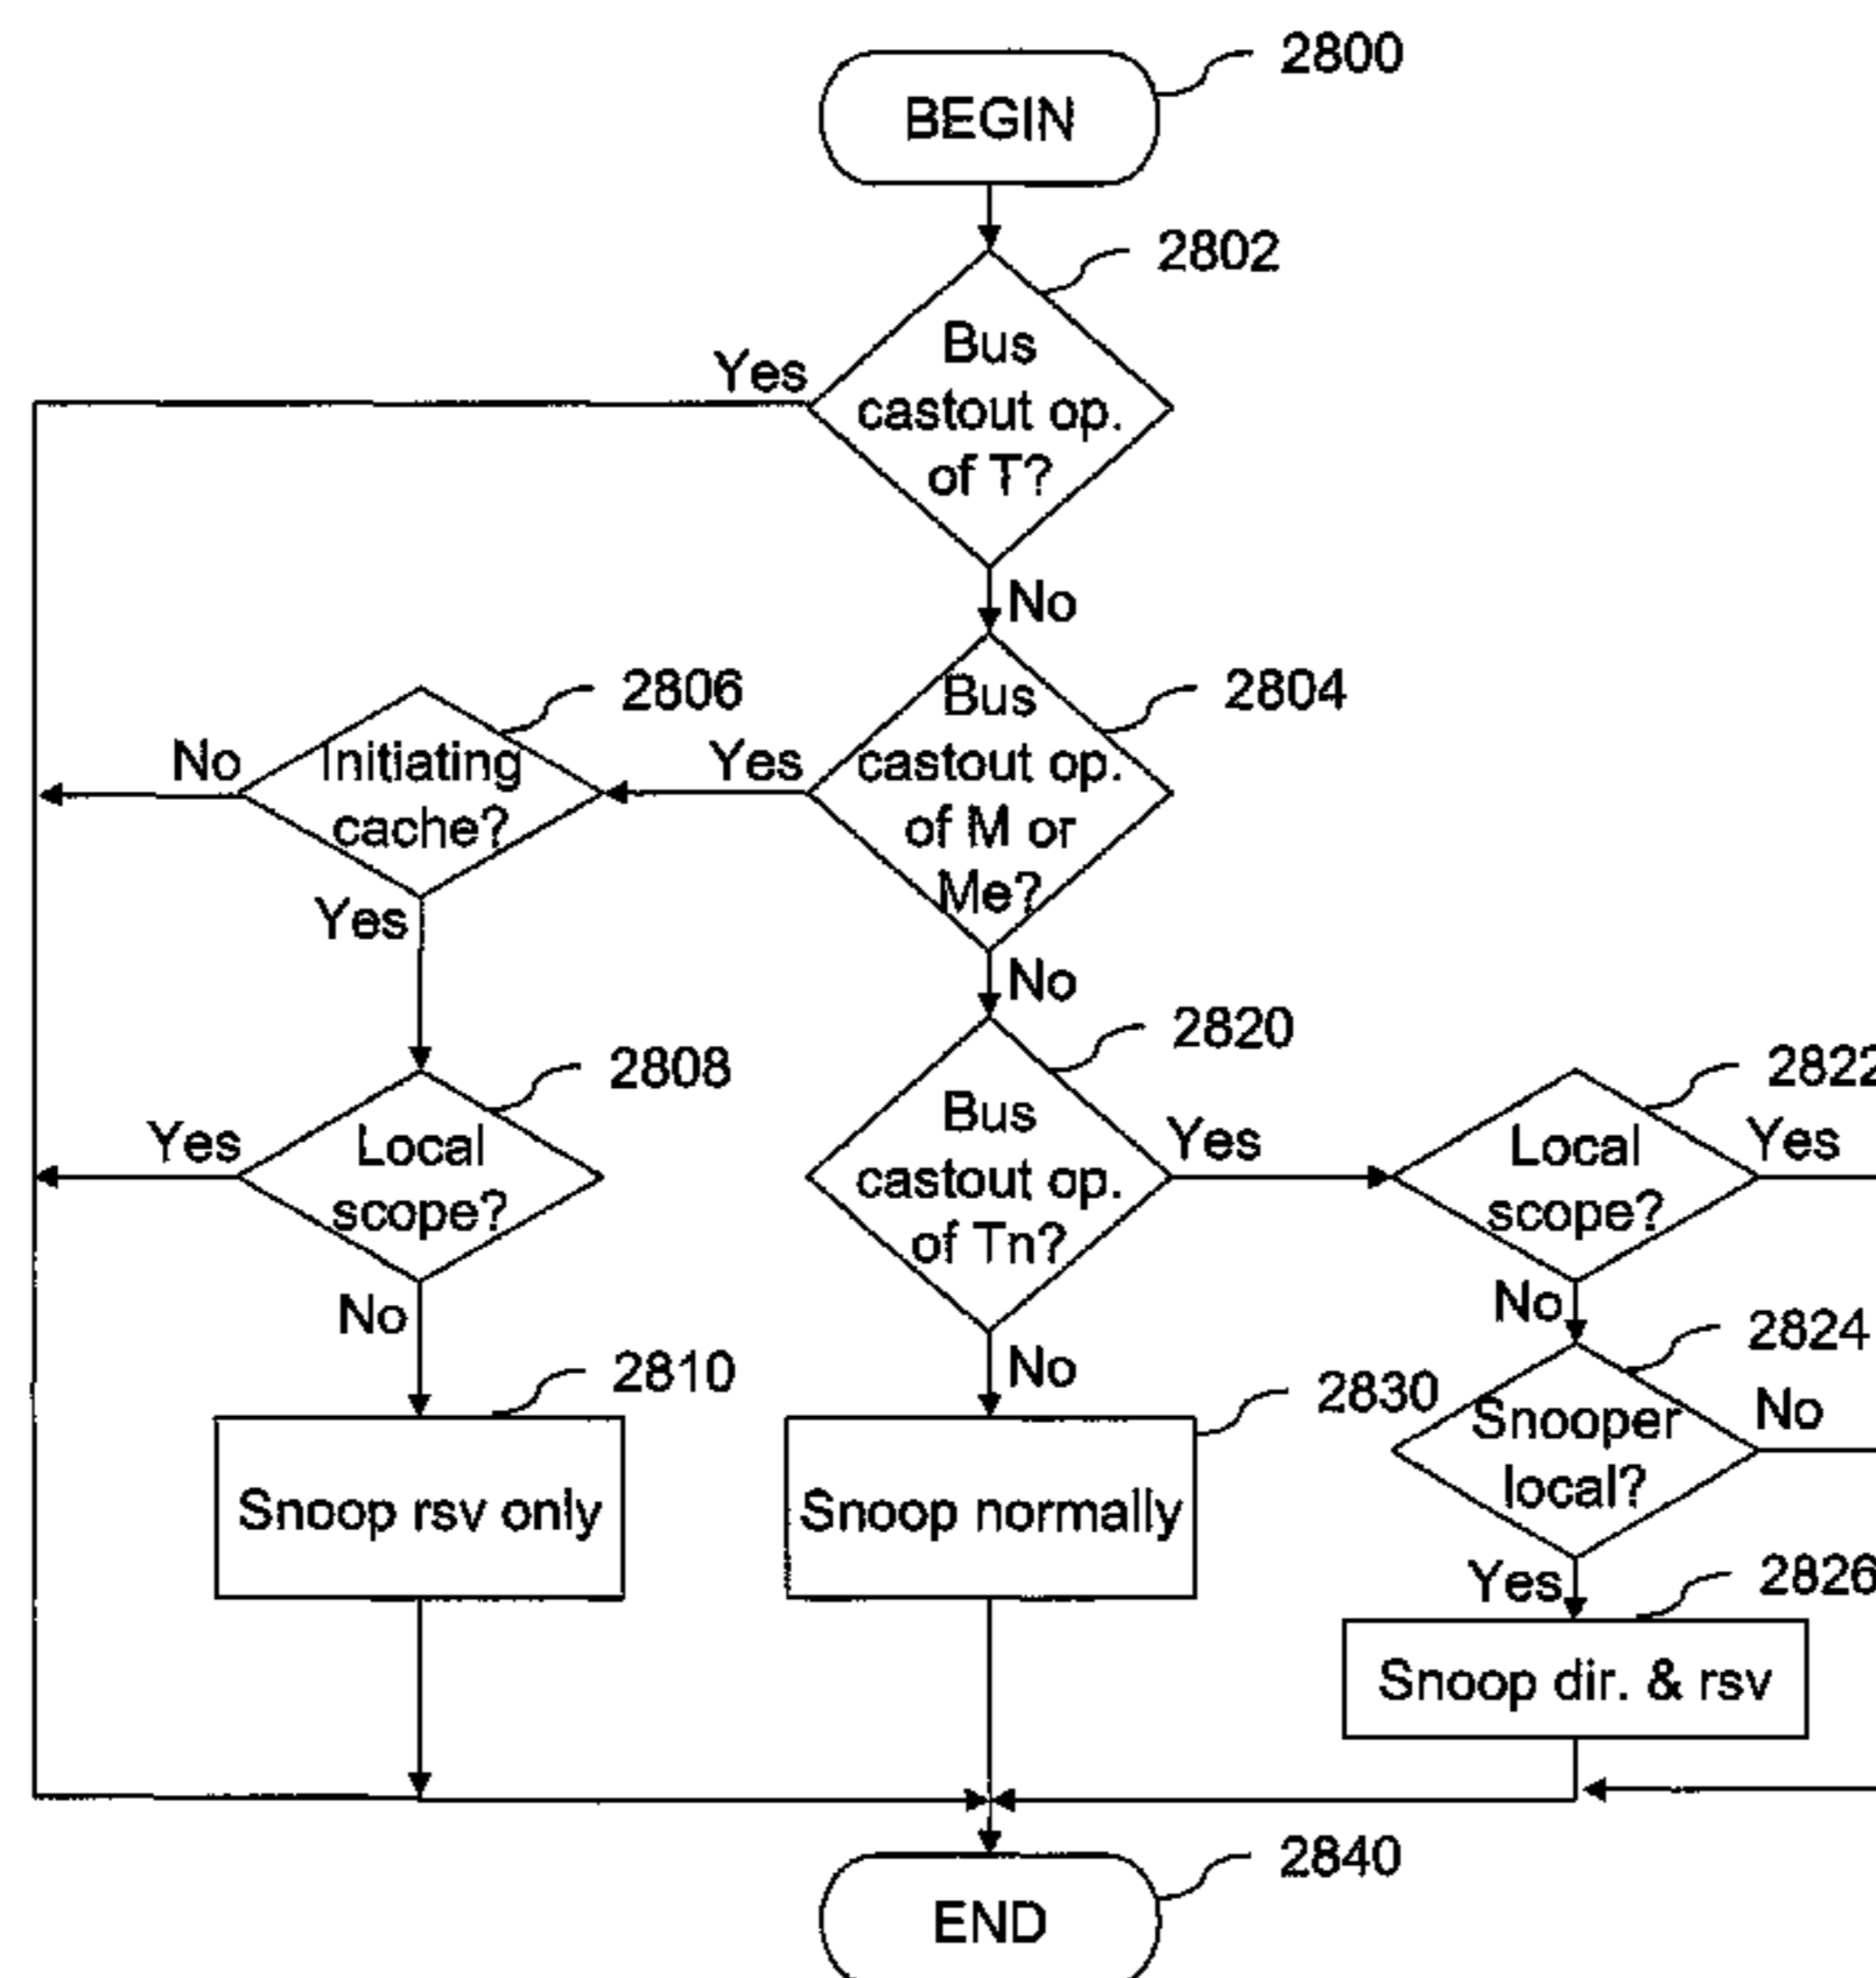 2800
BEGIN
2802
Bus
castout op.
of T?
Yes
No
2804
Bus
castout op.
of M or
Me?
Yes
No
2806
Initiating
cache?
No
Yes
2808
Local
scope?
Yes
No
2810
Snoop rsv only
2820
Bus
castout op.
of Tn?
Yes
No
2822
Local
scope?
Yes
No
2824
Snooper
local?
No
Yes
2826
Snoop dir. & rsv
2830
Snoop normally
2840
END